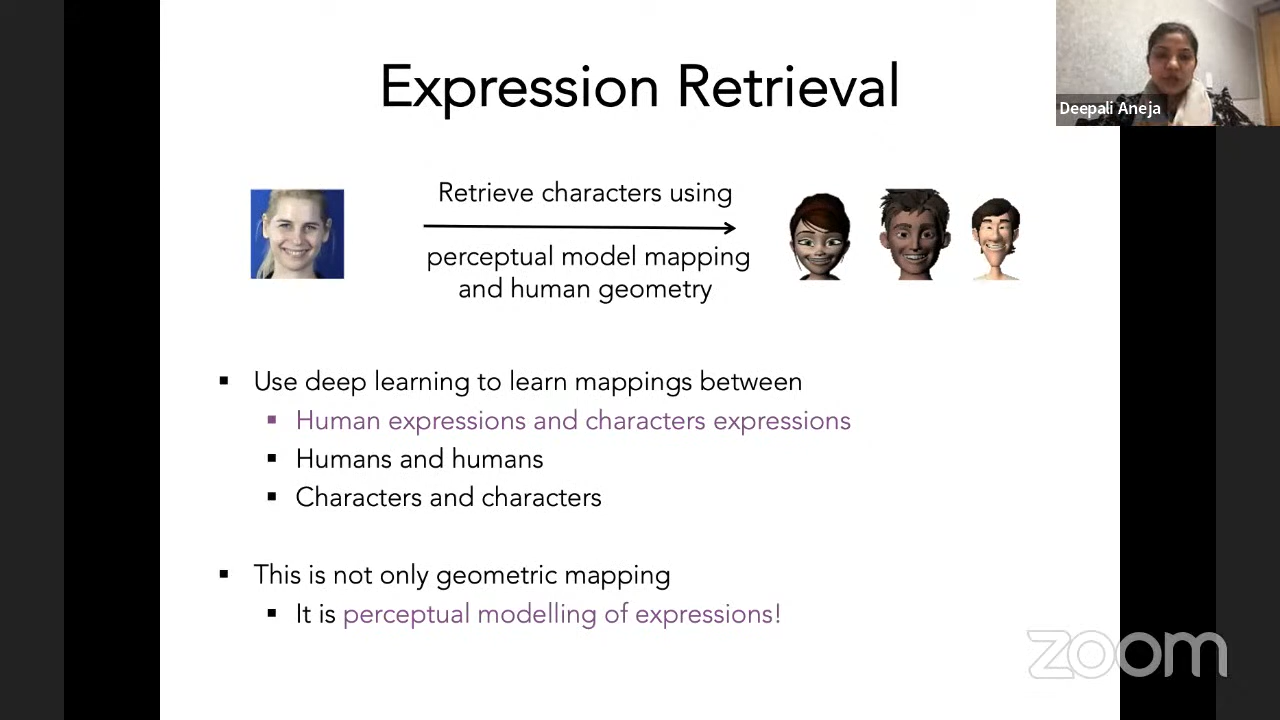 Expression Retrieval
Deepali Aneja
Retrieve characters using
perceptual model mapping
and human geometry
▪ Use deep learning to learn mappings between
▪ Human expressions and characters expressions
▪ Humans and humans
▪ Characters and characters
▪ This is not only geometric mapping
▪ It is perceptual modelling of expressions!
zoom